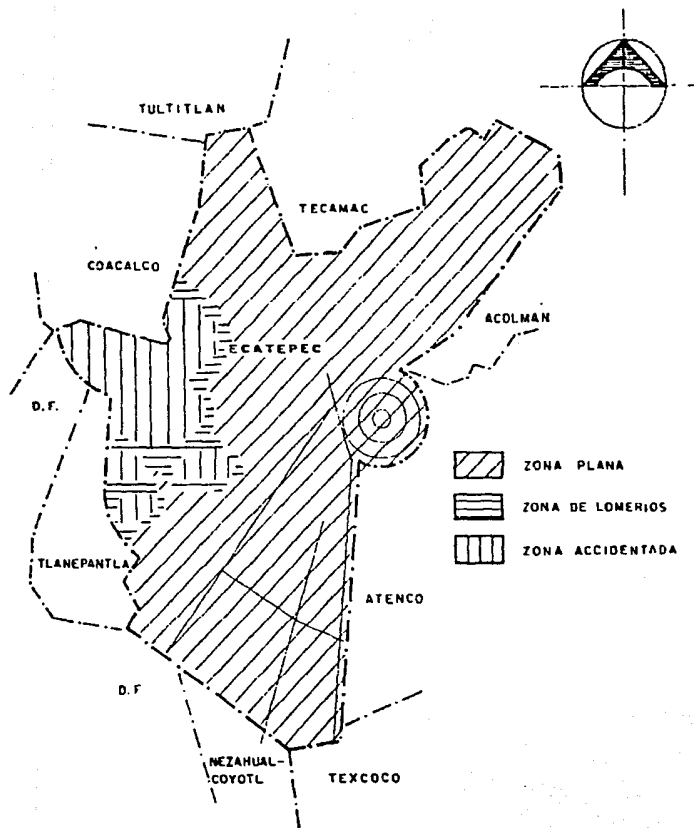 TULTITLAN
TECAMAC
COACALCO
ACOLMAN
ECATEPEC
D.F.
ZONA PLANA
ZONA DE LOMERIOS
ZONA ACCIDENTADA
TLANEPANTLA
ATENCO
D.F
NEZAHUAL-
COYOTL
TEXCOCO